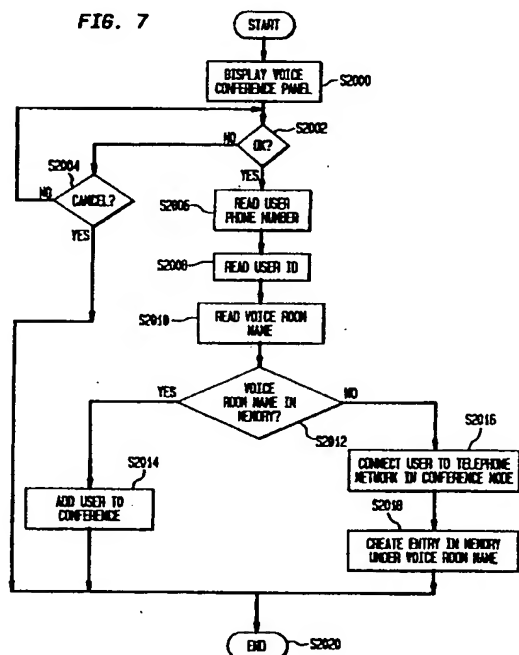 FIG. 7
START
DISPLAY VOICE
CONFERENCE PANEL
S2000
S2002
OK?
NO
YES
S2004
CANCEL?
NO
YES
S2006
READ USER
PHONE NUMBER
S2008
READ USER ID
S2010
READ VOICE ROOM
NAME
VOICE
ROOM NAME IN
MEMORY?
YES
NO
S2012
S2014
ADD USER TO
CONFERENCE
S2016
CONNECT USER TO TELEPHONE
NETWORK IN CONFERENCE MODE
S2018
CREATE ENTRY IN MEMORY
UNDER VOICE ROOM NAME
END
S2020